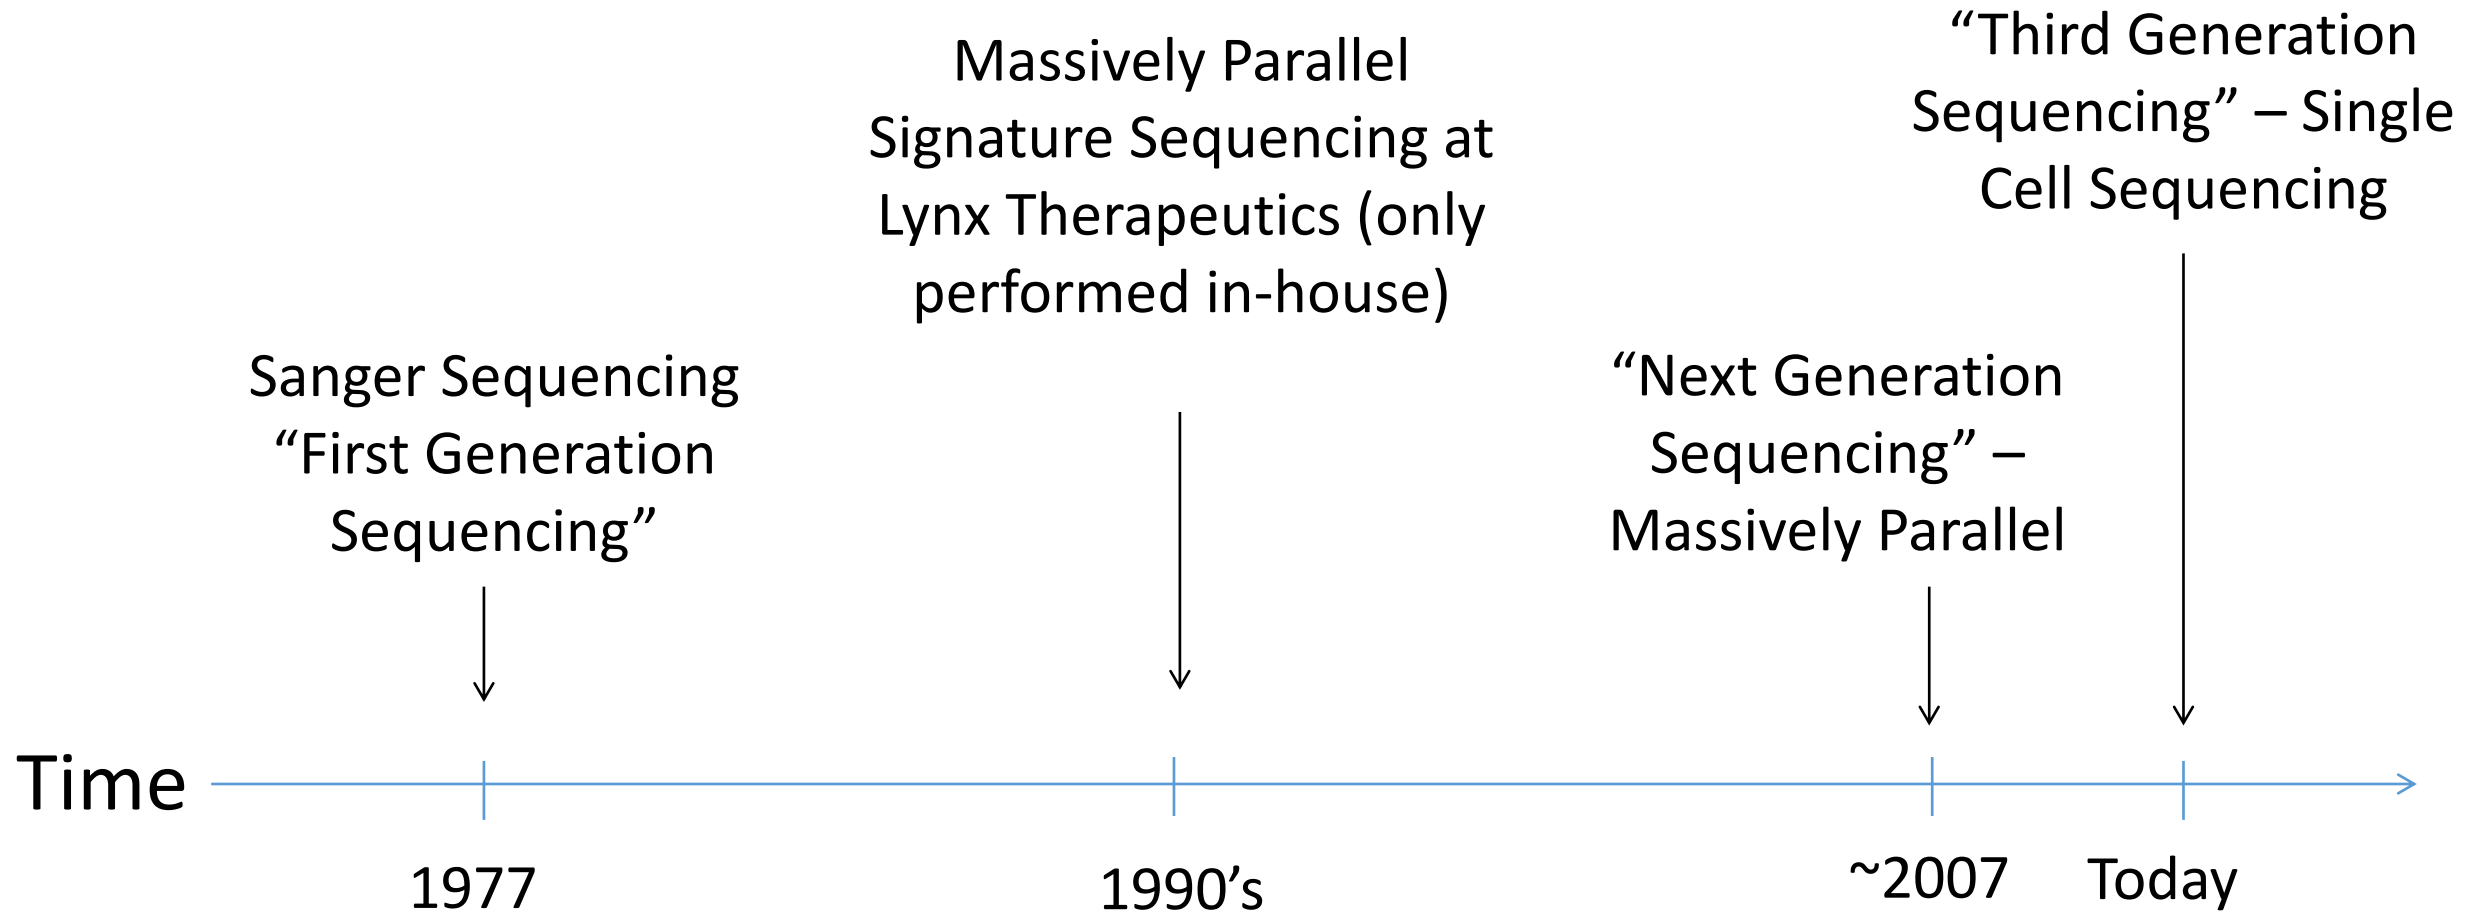 Sanger Sequencing
“First Generation
Sequencing”
Massively Parallel
Signature Sequencing at
Lynx Therapeutics (only
performed in-house)
“Next Generation
Sequencing” –
Massively Parallel
“Third Generation
Sequencing” – Single
Cell Sequencing
Time
1977
1990’s
~2007
Today